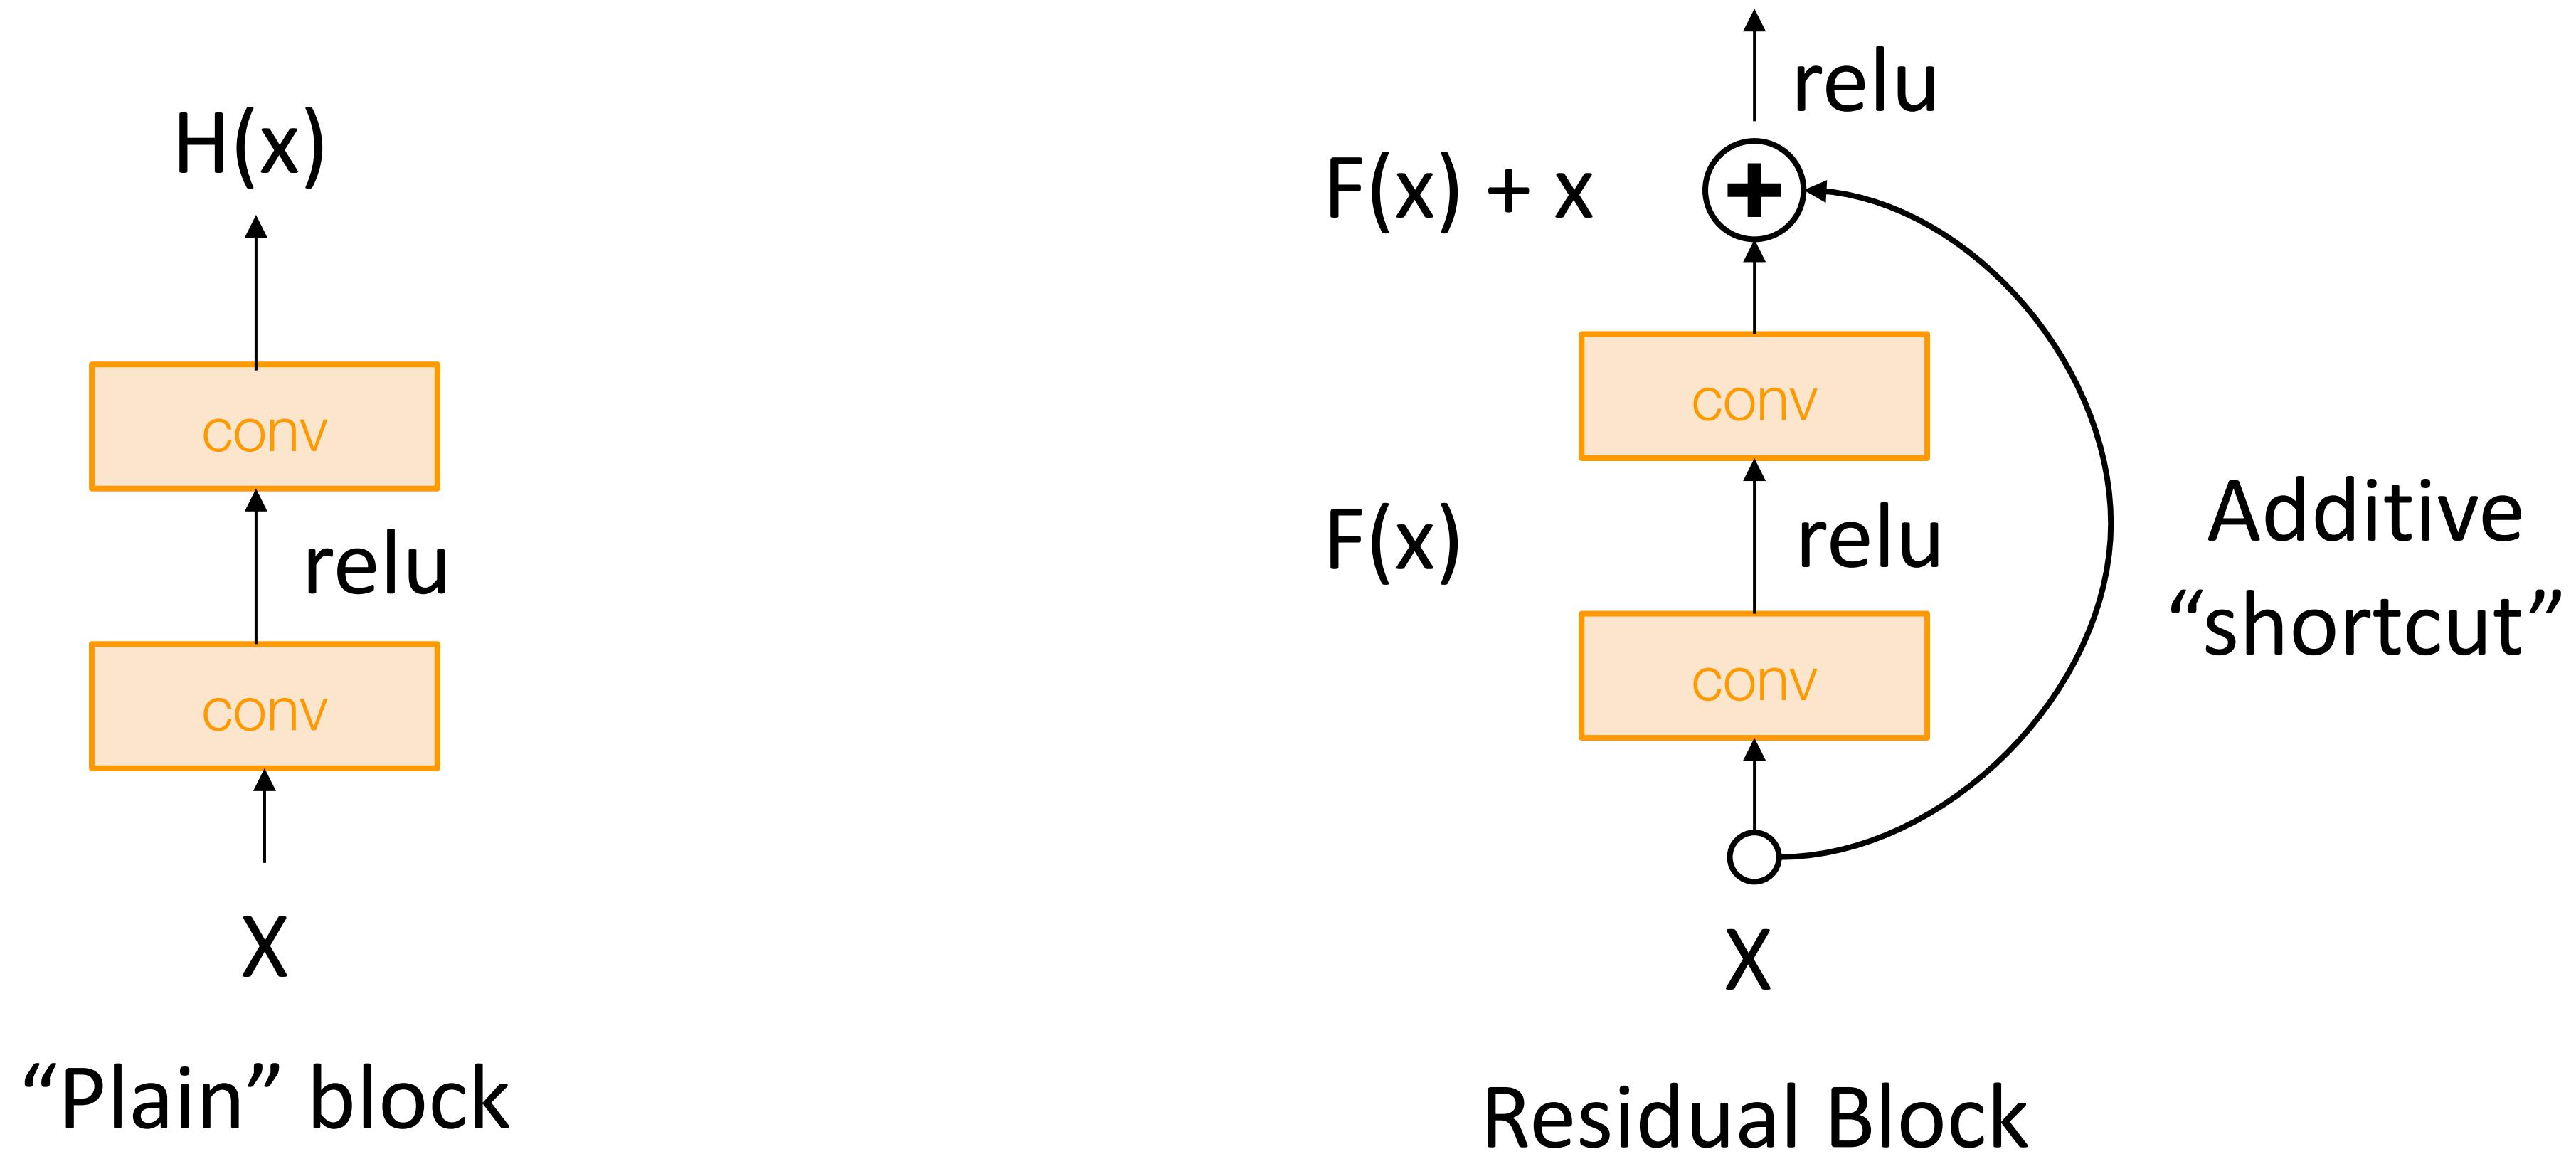 H(x)
conv
relu
conv
X
“Plain” block
relu
F(x) + x
conv
F(x)
relu
conv
X
Additive
“shortcut”
Residual Block